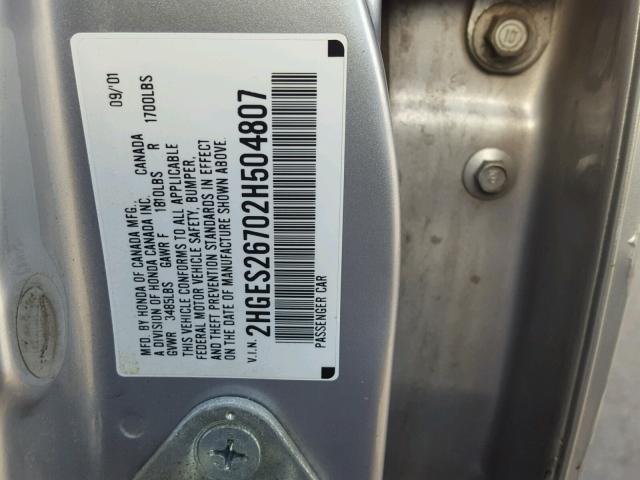 MFD. BY HONDA OF CANADA MFG., CANADA 09/'01
A DIVISION OF HONDA CANADA INC.
GVWR 3485LBS GAWR F 1810LBS R 1700LBS
THIS VEHICLE CONFORMS TO ALL APPLICABLE
FEDERAL MOTOR VEHICLE SAFETY, BUMPER,
AND THEFT PREVENTION STANDARDS IN EFFECT
ON THE DATE OF MANUFACTURE SHOWN ABOVE.
V.I.N. 2HGES26702H504807
PASSENGER CAR